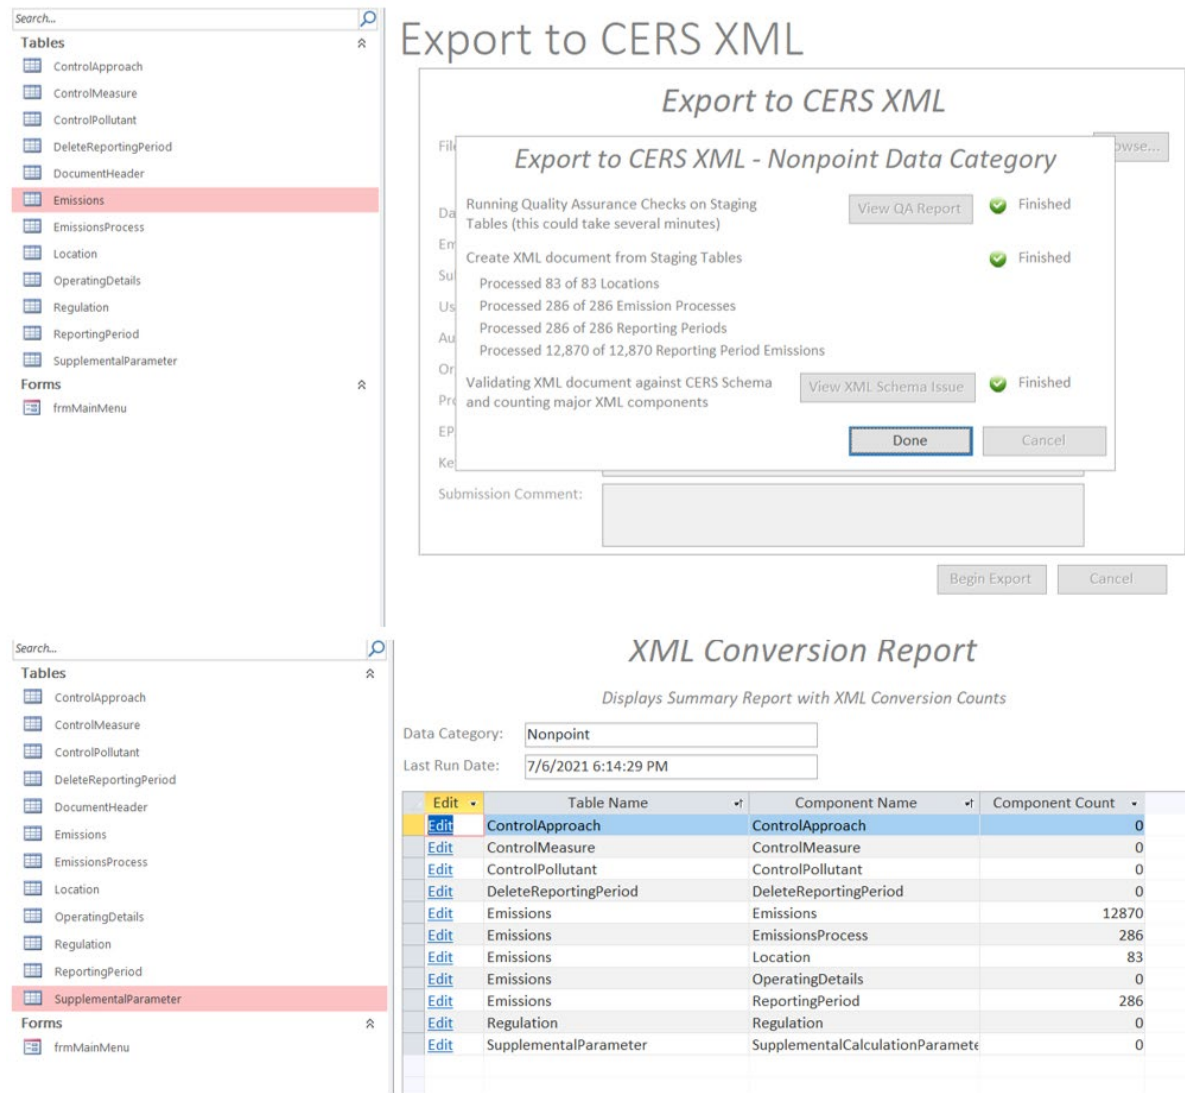 Search...
Tables
ControlApproach
ControlMeasure
ControlPollutant
DeleteReportingPeriod
DocumentHeader
Emissions
EmissionsProcess
Location
OperatingDetails
Regulation
ReportingPeriod
SupplementalParameter
Forms
frmMainMenu
Export to CERS XML
Export to CERS XML
Export to CERS XML - Nonpoint Data Category
Running Quality Assurance Checks on Staging
Tables (this could take several minutes)
View QA Report
Finished
Create XML document from Staging Tables
Finished
Processed 83 of 83 Locations
Processed 286 of 286 Emission Processes
Processed 286 of 286 Reporting Periods
Processed 12,870 of 12,870 Reporting Period Emissions
Validating XML document against CERS Schema
and counting major XML components
View XML Schema Issue
Finished
Done Cancel
Submission Comment:
Begin Export Cancel
Search...
Tables
ControlApproach
ControlMeasure
ControlPollutant
DeleteReportingPeriod
DocumentHeader
Emissions
EmissionsProcess
Location
OperatingDetails
Regulation
ReportingPeriod
SupplementalParameter
Forms
frmMainMenu
XML Conversion Report
Displays Summary Report with XML Conversion Counts
Data Category: Nonpoint
Last Run Date: 7/6/2021 6:14:29 PM
Edit Table Name Component Name Component Count
Edit ControlApproach ControlApproach 0
Edit ControlMeasure ControlMeasure 0
Edit ControlPollutant ControlPollutant 0
Edit DeleteReportingPeriod DeleteReportingPeriod 0
Edit Emissions Emissions 12870
Edit Emissions EmissionsProcess 286
Edit Emissions Location 83
Edit Emissions OperatingDetails 0
Edit Emissions ReportingPeriod 286
Edit Regulation Regulation 0
Edit SupplementalParameter SupplementalCalculationParamete 0